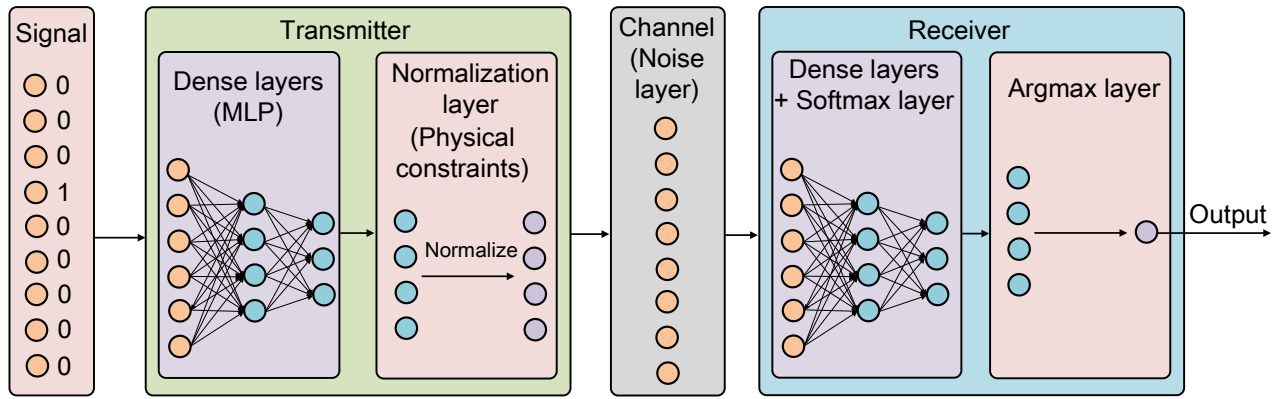 Signal
0
0
0
1
0
0
0
0
0
Transmitter
Dense layers
(MLP)
Normalization
layer
(Physical
constraints)
Normalize
Channel
(Noise
layer)
Receiver
Dense layers
+ Softmax layer
Argmax layer
Output